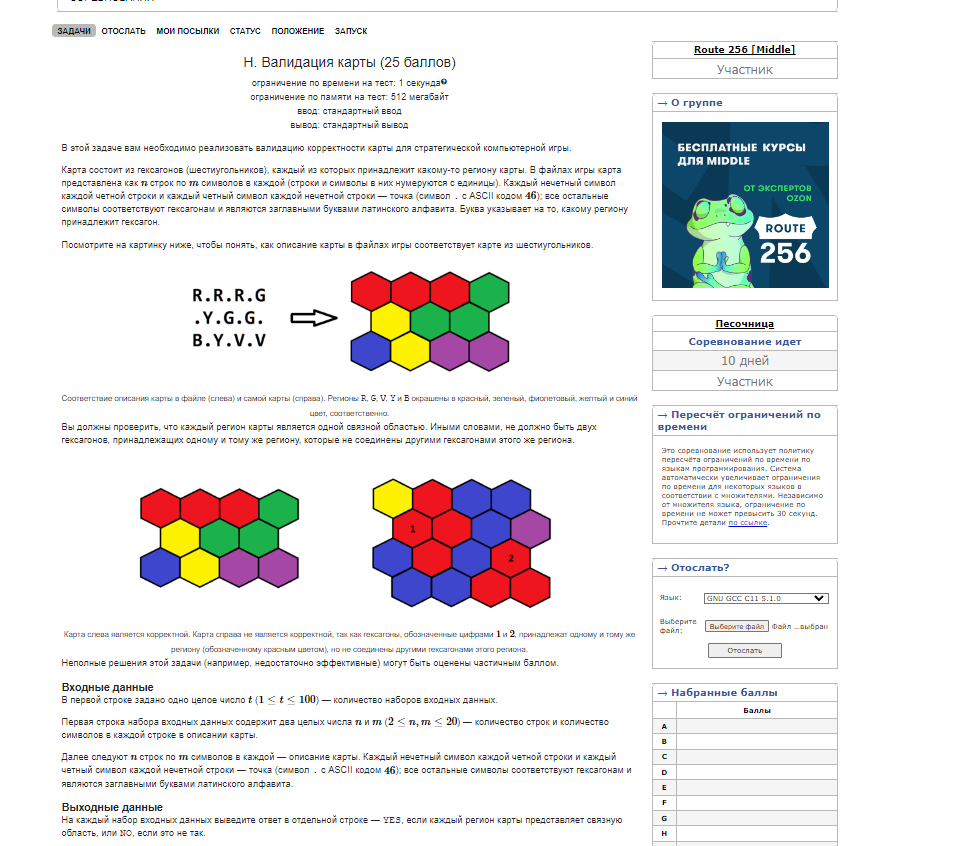 ЗАДАЧИ ОТОСЛАТЬ МОИ ПОСЫЛКИ СТАТУС ПОЛОЖЕНИЕ ЗАПУСК
H. Валидация карты (25 баллов)
ограничение по времени на тест: 1 секунда
ограничение по памяти на тест: 512 мегабайт
ввод: стандартный ввод
вывод: стандартный вывод
В этой задаче вам необходимо реализовать валидацию корректности карты для стратегической компьютерной игры.
Карта состоит из гексагонов (шестиугольников), каждый из которых принадлежит какому-то региону карты. В файлах игры карта
представлена как n строк по m символов в каждой (строки и символы в них нумеруются с единицы). Каждый нечетный символ
каждой четной строки и каждый четный символ каждой нечетной строки — точка (символ . с ASCII кодом 46); все остальные
символы соответствуют гексагонам и являются заглавными буквами латинского алфавита. Буква указывает на то, какому региону
принадлежит гексагон.
Посмотрите на картинку ниже, чтобы понять, как описание карты в файлах игры соответствует карте из шестиугольников.
R.R.R.G
.Y.G.G.
B.Y.V.V
Соответствие описания карты в файле (слева) и самой карты (справа). Регионы R, G, V, Y и B окрашены в красный, зеленый, фиолетовый, желтый и синий
цвет, соответственно.
Вы должны проверить, что каждый регион карты является одной связной областью. Иными словами, не должно быть двух
гексагонов, принадлежащих одному и тому же региону, которые не соединены другими гексагонами этого же региона.
1
2
Карта слева является корректной. Карта справа не является корректной, так как гексагоны, обозначенные цифрами 1 и 2, принадлежат одному и тому же
региону (обозначенному красным цветом), но не соединены другими гексагонами этого региона.
Неполные решения этой задачи (например, недостаточно эффективные) могут быть оценены частичным баллом.
Входные данные
В первой строке задано одно целое число t (1 ≤ t ≤ 100) — количество наборов входных данных.
Первая строка набора входных данных содержит два целых числа n и m (2 ≤ n, m ≤ 20) — количество строк и количество
символов в каждой строке в описании карты.
Далее следуют n строк по m символов в каждой — описание карты. Каждый нечетный символ каждой четной строки и каждый
четный символ каждой нечетной строки — точка (символ . с ASCII кодом 46); все остальные символы соответствуют гексагонам и
являются заглавными буквами латинского алфавита.
Выходные данные
На каждый набор входных данных выведите ответ в отдельной строке — YES, если каждый регион карты представляет связную
область, или NO, если это не так.
Route 256 [Middle]
Участник
→ О группе
БЕСПЛАТНЫЕ КУРСЫ
ДЛЯ MIDDLE
ОТ ЭКСПЕРТОВ
OZON
ROUTE
256
Песочница
Соревнование идет
10 дней
Участник
→ Пересчёт ограничений по
времени
Это соревнование использует политику
пересчёта ограничений по времени по
языкам программирования. Система
автоматически увеличивает ограничения
по времени для некоторых языков в
соответствии с множителями. Независимо
от множителя языка, ограничение по
времени не может превысить 30 секунд.
Прочтите детали по ссылке.
→ Отослать?
Язык: GNU GCC C11 5.1.0
Выберите
файл: Выберите файл Файл ...выбран
Отослать
→ Набранные баллы
Баллы
A
B
C
D
E
F
G
H